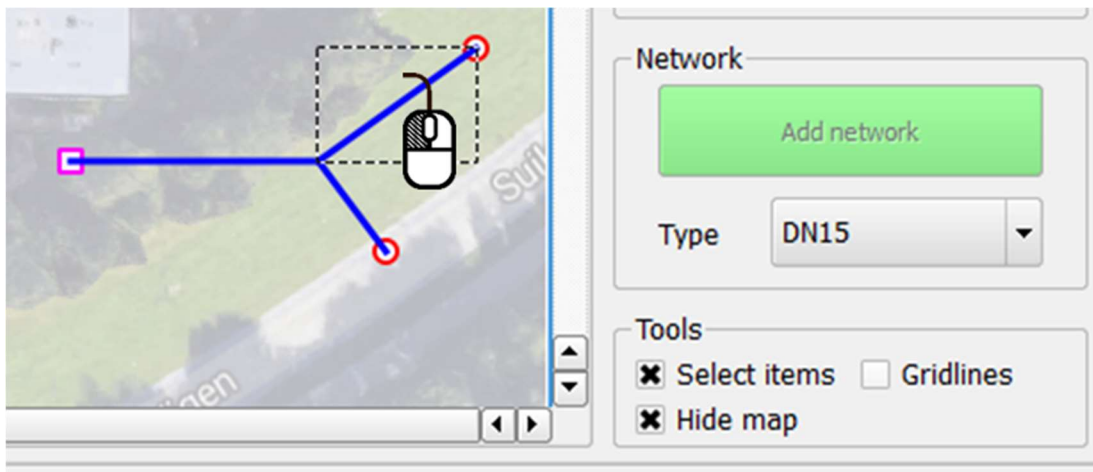 Network
Add network
Type
DN15
Tools
Select items
Gridlines
Hide map